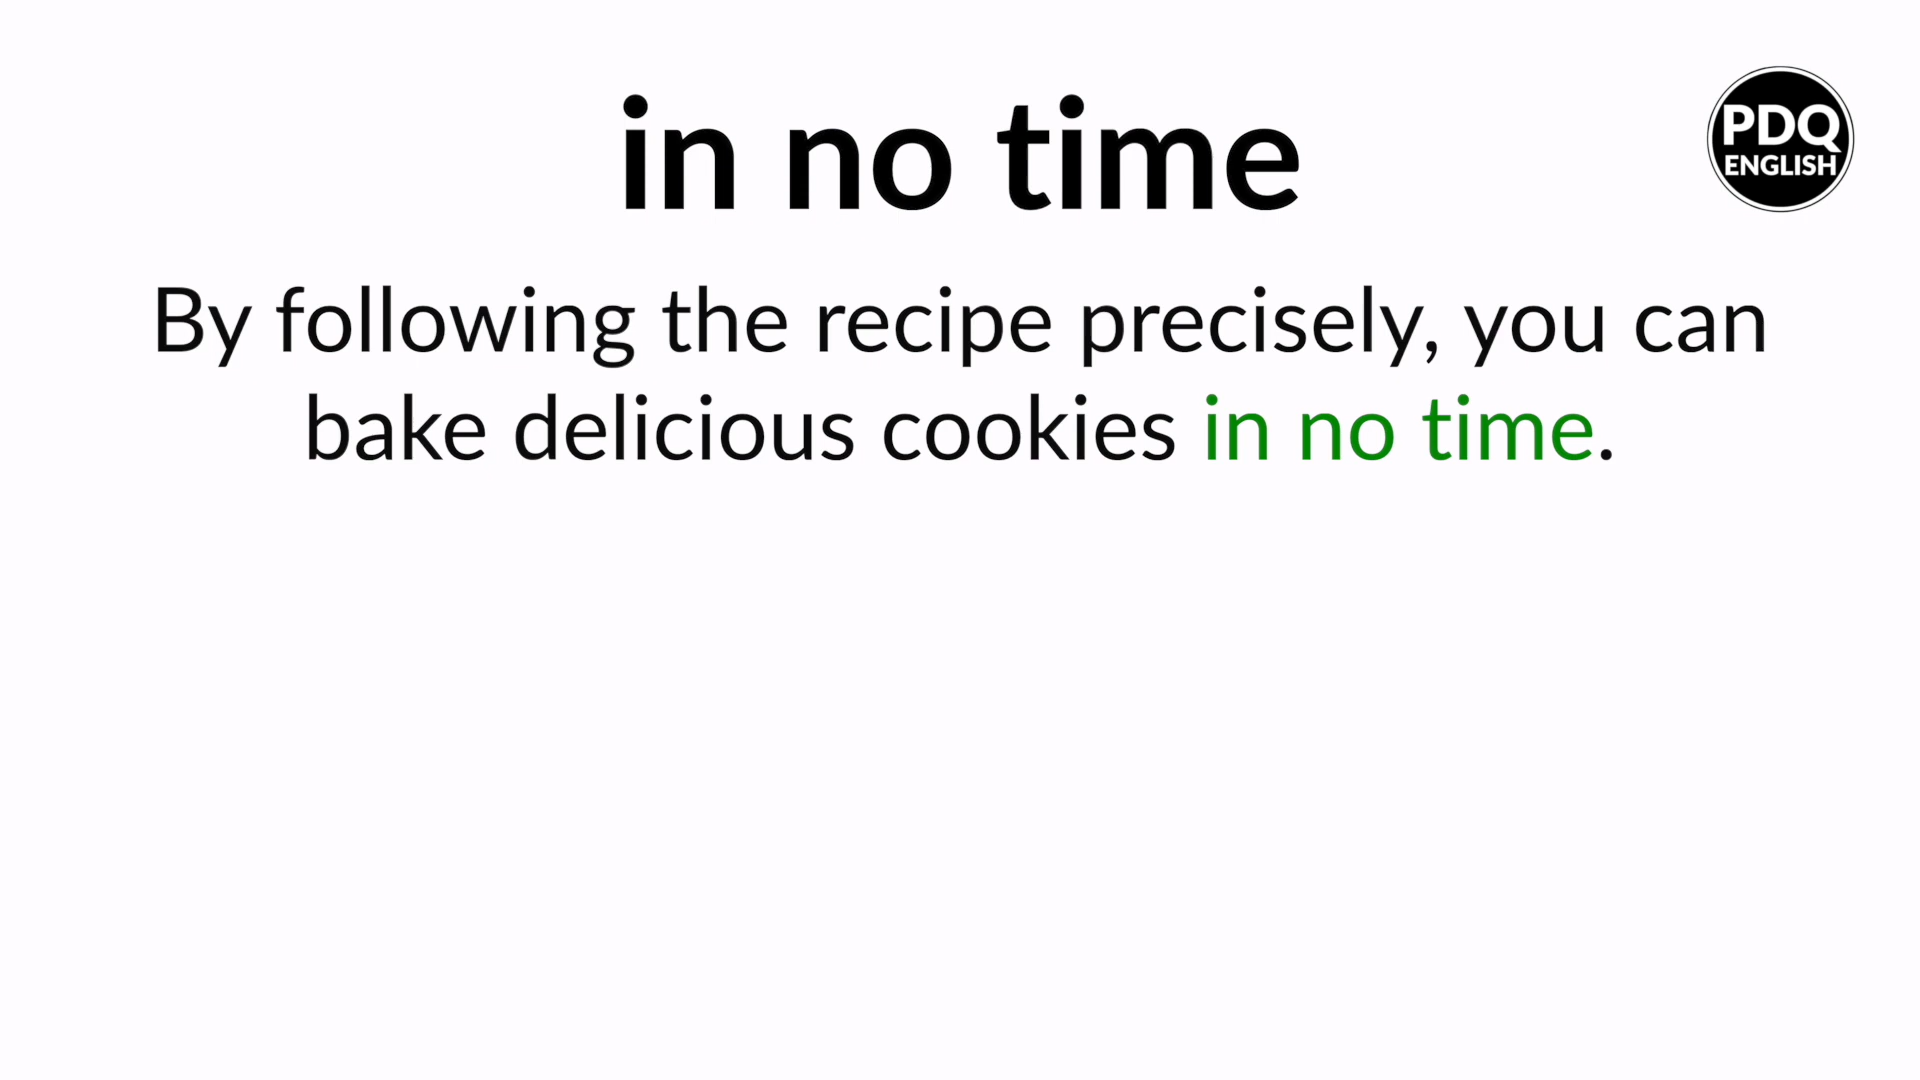 in no time
PDQ
ENGLISH
By following the recipe precisely, you can
bake delicious cookies in no time.